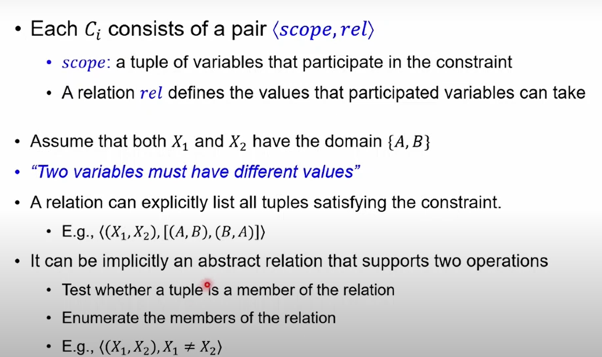 • Each Cᵢ consists of a pair ⟨scope, rel⟩
• scope: a tuple of variables that participate in the constraint
• A relation rel defines the values that participated variables can take
• Assume that both X₁ and X₂ have the domain {A, B}
• “Two variables must have different values”
• A relation can explicitly list all tuples satisfying the constraint.
• E.g., ⟨(X₁, X₂), [(A, B), (B, A)]⟩
• It can be implicitly an abstract relation that supports two operations
• Test whether a tuple is a member of the relation
• Enumerate the members of the relation
• E.g., ⟨(X₁, X₂), X₁ ≠ X₂⟩